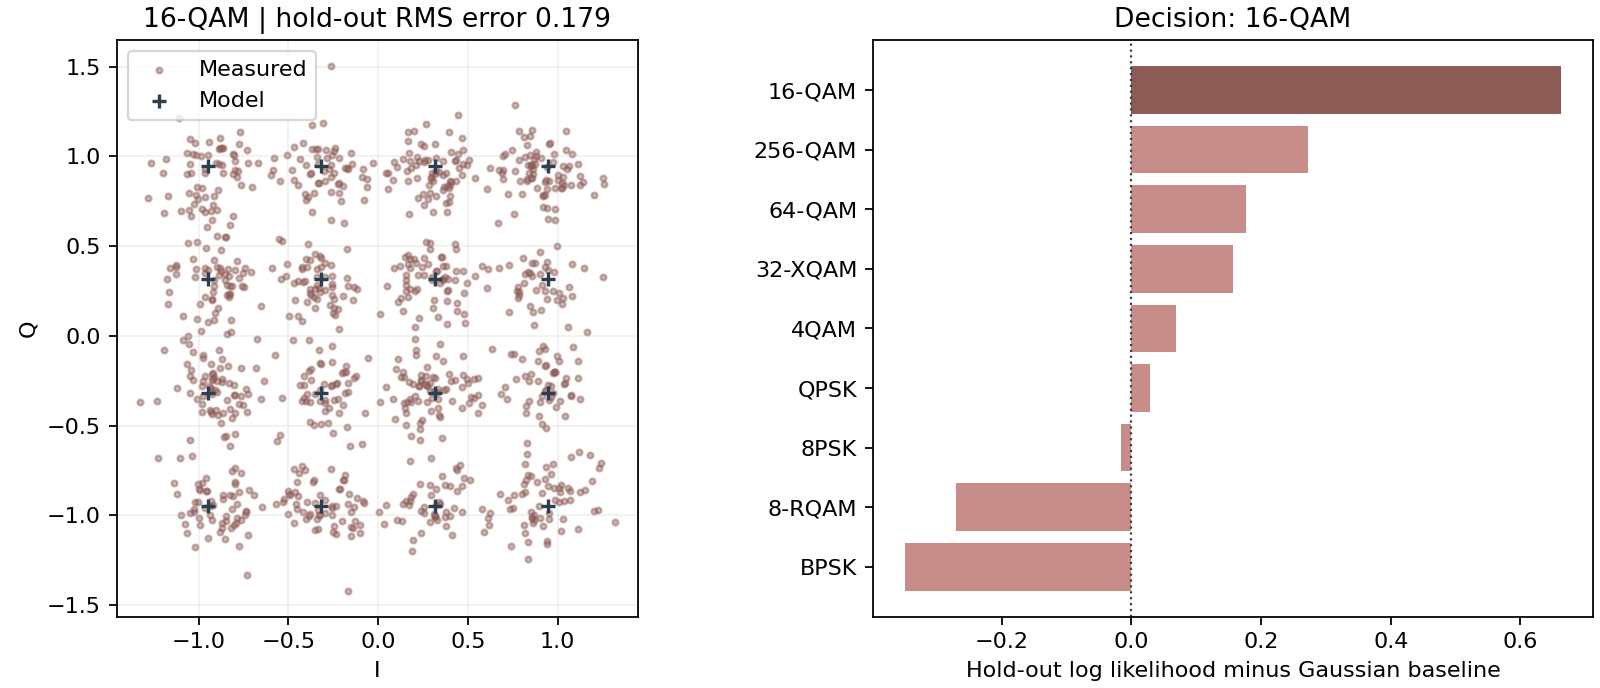 16-QAM | hold-out RMS error 0.179
Measured
Model
1.5
1.0
0.5
0.0
−0.5
−1.0
−1.5
Q
−1.0 −0.5 0.0 0.5 1.0
I
Decision: 16-QAM
16-QAM
256-QAM
64-QAM
32-XQAM
4QAM
QPSK
8PSK
8-RQAM
BPSK
−0.2 0.0 0.2 0.4 0.6
Hold-out log likelihood minus Gaussian baseline